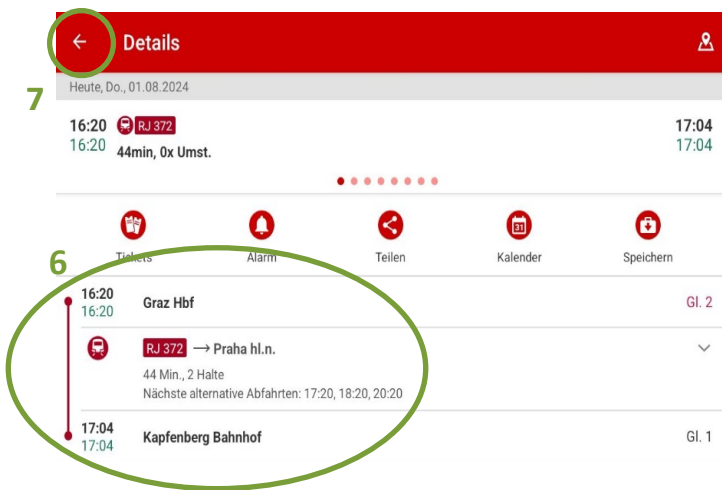 Details
7
Heute, Do., 01.08.2024
16:20 RJ 372 17:04
16:20 44min, 0x Umst. 17:04
31
Tickets Alarm Teilen Kalender Speichern
6
16:20
16:20 Graz Hbf Gl. 2
RJ 372 → Praha hl.n.
44 Min., 2 Halte
Nächste alternative Abfahrten: 17:20, 18:20, 20:20
17:04
17:04 Kapfenberg Bahnhof Gl. 1